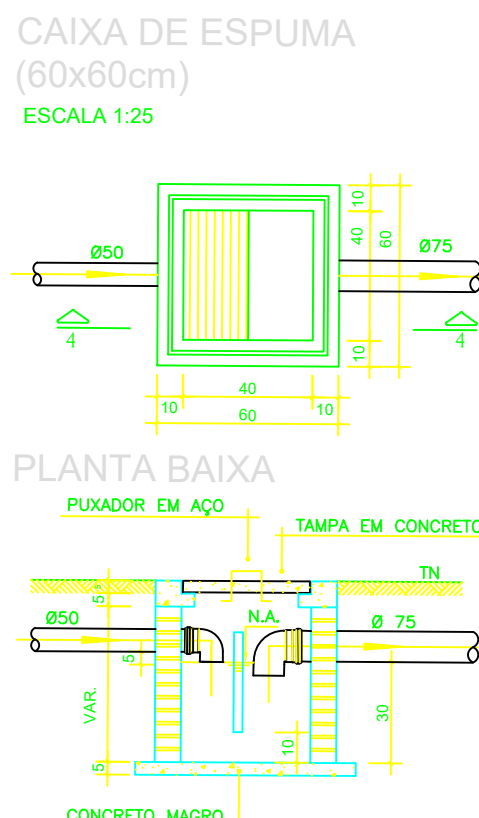 CAIXA DE ESPUMA
(60x60cm)
ESCALA 1:25
Ø50
Ø75
10
40
60
10
4
4
40
10
10
60
PLANTA BAIXA
PUXADOR EM AÇO
TAMPA EM CONCRETO
TN
5
Ø50
N.A.
Ø 75
5
VAR.
30
10
5
CONCRETO MAGRO